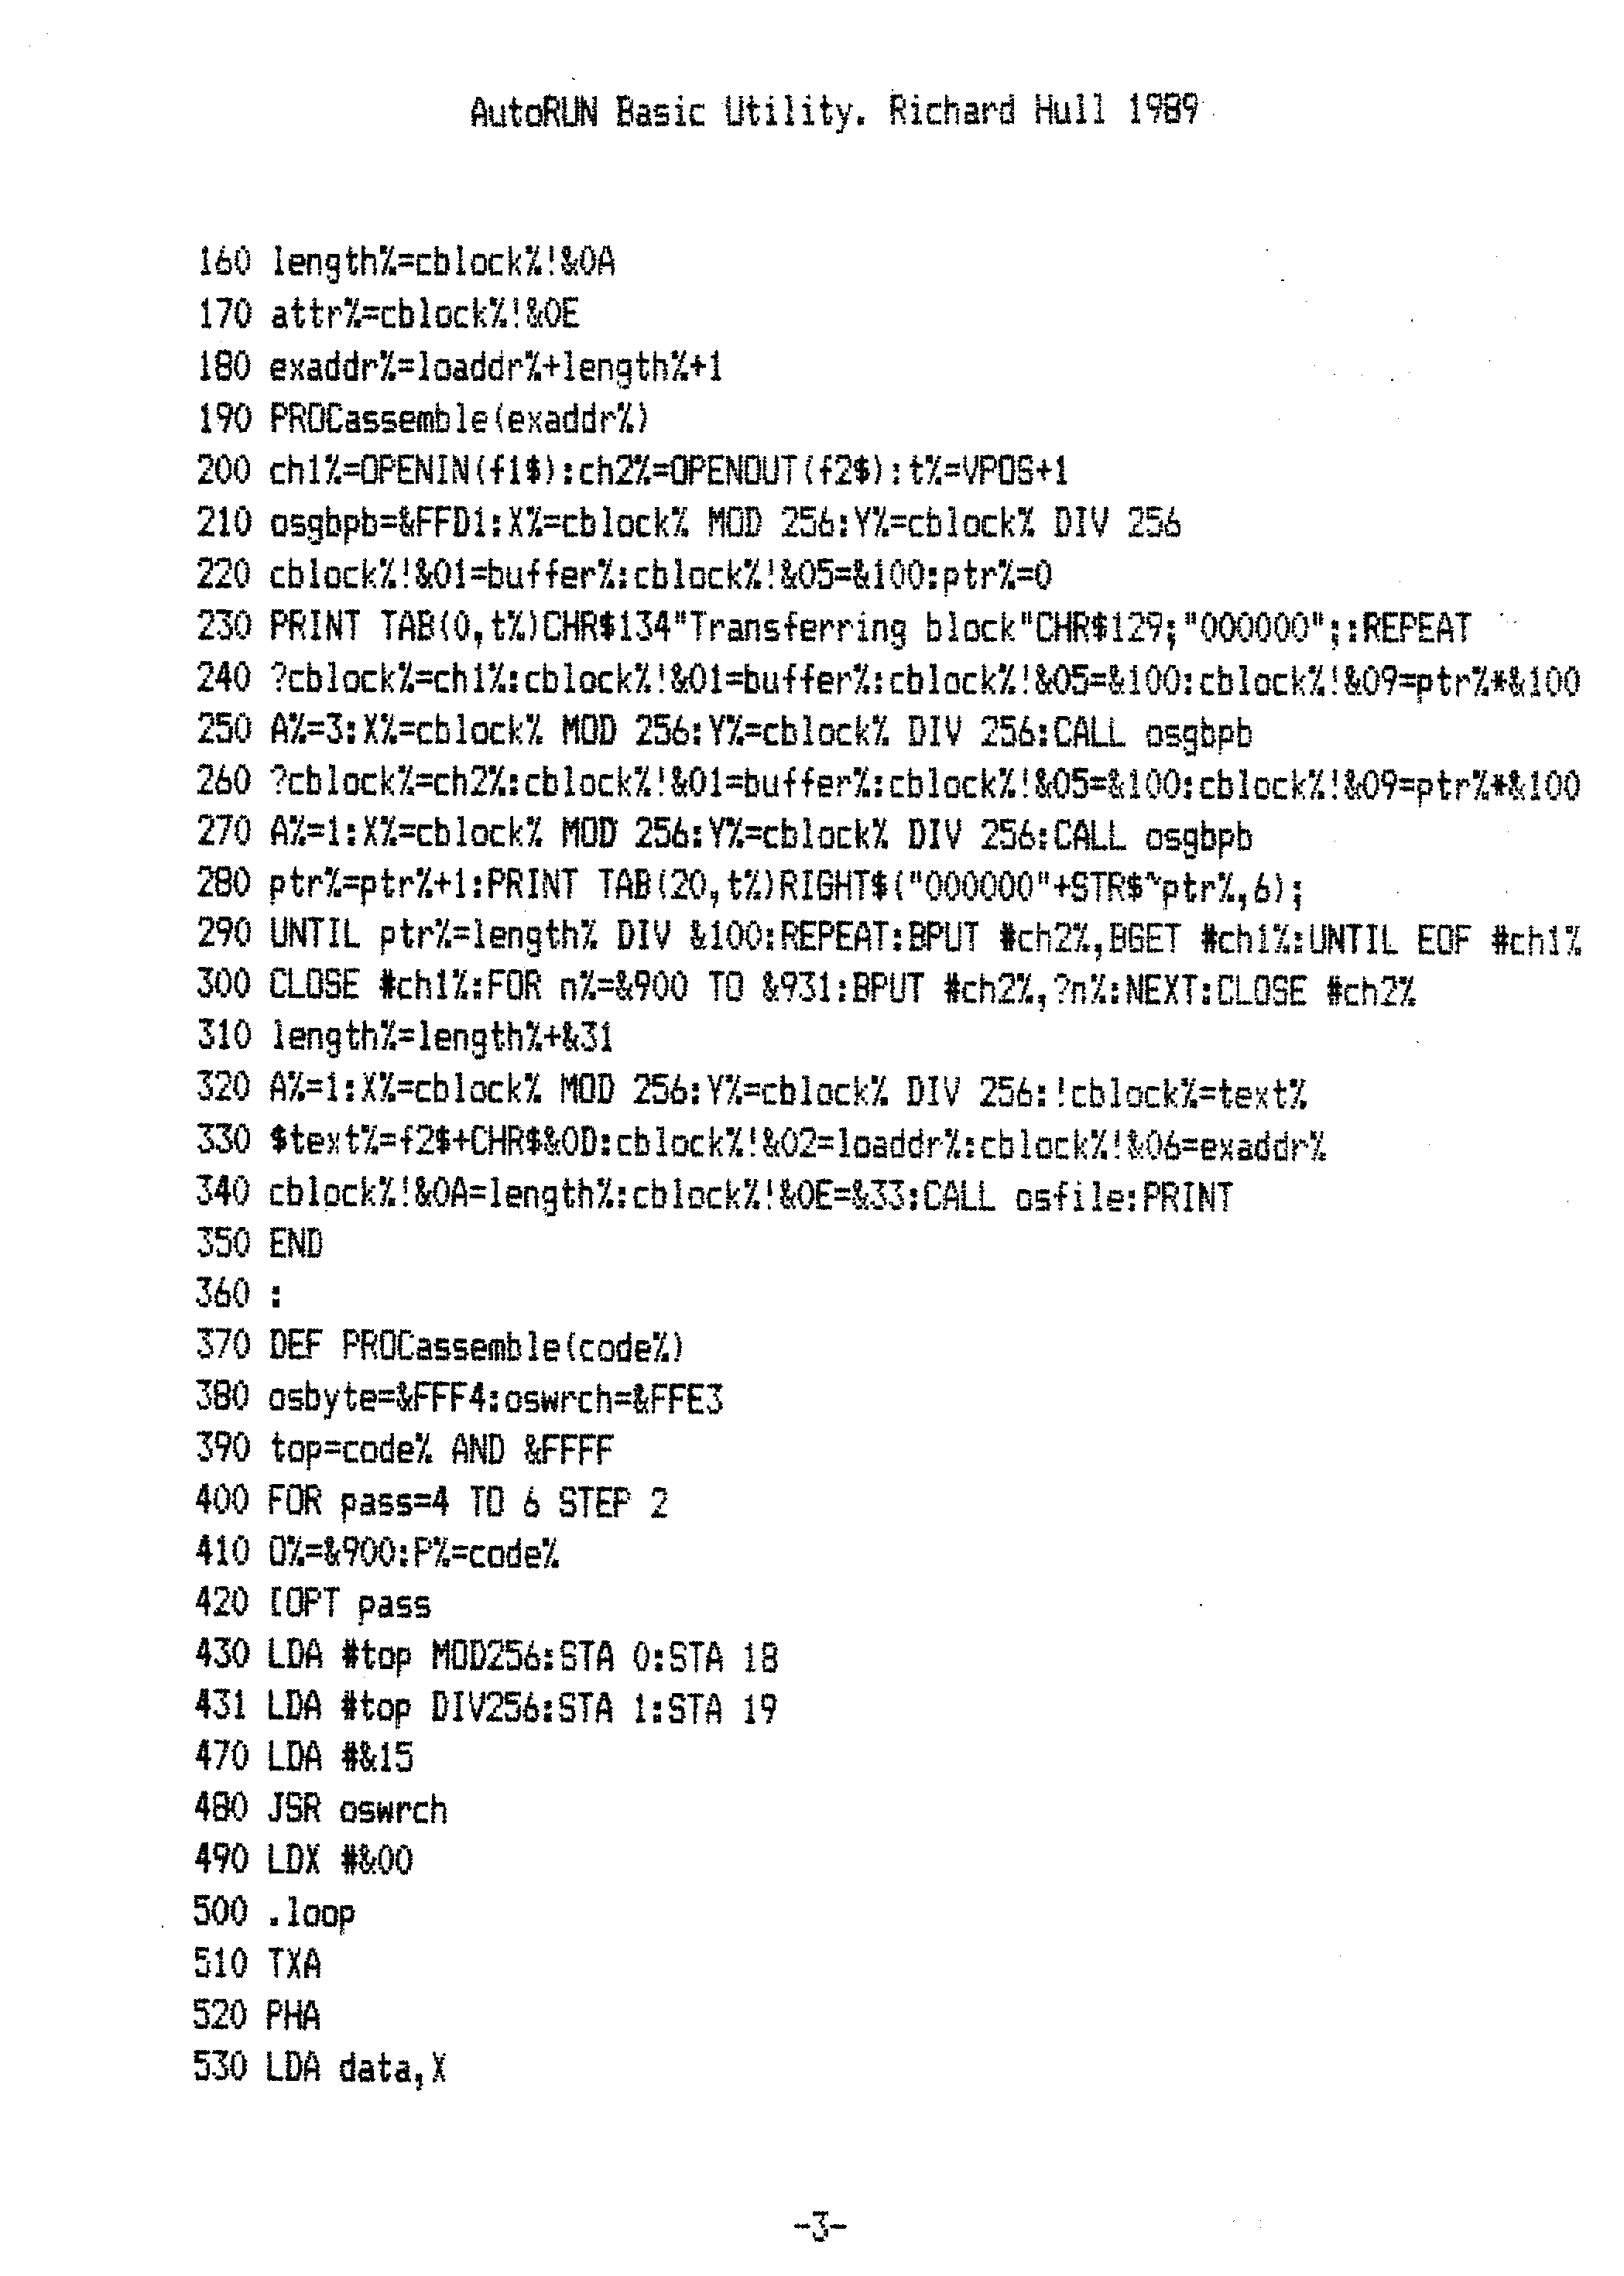 AutoRUN Basic Utility. Richard Hull 1989
160 length%=cblock%!&0A
170 attr%=cblock%!&0E
180 exaddr%=loaddr%+length%+1
190 PROCassemble(exaddr%)
200 ch1%=OPENIN(f1$):ch2%=OPENOUT(f2$):t%=VPOS+1
210 osgbpb=&FFD1:X%=cblock% MOD 256:Y%=cblock% DIV 256
220 cblock%!&01=buffer%:cblock%!&05=&100:ptr%=0
230 PRINT TAB(0,t%)CHR$134"Transferring block"CHR$129;"000000";:REPEAT
240 ?cblock%=ch1%:cblock%!&01=buffer%:cblock%!&05=&100:cblock%!&09=ptr%*&100
250 A%=3:X%=cblock% MOD 256:Y%=cblock% DIV 256:CALL osgbpb
260 ?cblock%=ch2%:cblock%!&01=buffer%:cblock%!&05=&100:cblock%!&09=ptr%*&100
270 A%=1:X%=cblock% MOD 256:Y%=cblock% DIV 256:CALL osgbpb
280 ptr%=ptr%+1:PRINT TAB(20,t%)RIGHT$("000000"+STR$~ptr%,6);
290 UNTIL ptr%=length% DIV &100:REPEAT:BPUT #ch2%,BGET #ch1%:UNTIL EOF #ch1%
300 CLOSE #ch1%:FOR n%=&900 TO &931:BPUT #ch2%,?n%:NEXT:CLOSE #ch2%
310 length%=length%+&31
320 A%=1:X%=cblock% MOD 256:Y%=cblock% DIV 256:!cblock%=text%
330 $text%=f2$+CHR$&0D:cblock%!&02=loaddr%:cblock%!&06=exaddr%
340 cblock%!&0A=length%:cblock%!&0E=&33:CALL osfile:PRINT
350 END
360 :
370 DEF PROCassemble(code%)
380 osbyte=&FFF4:oswrch=&FFE3
390 top=code% AND &FFFF
400 FOR pass=4 TO 6 STEP 2
410 O%=&900:P%=code%
420 [OPT pass
430 LDA #top MOD256:STA 0:STA 18
431 LDA #top DIV256:STA 1:STA 19
470 LDA #&15
480 JSR oswrch
490 LDX #&00
500 .loop
510 TXA
520 PHA
530 LDA data,X
-3-